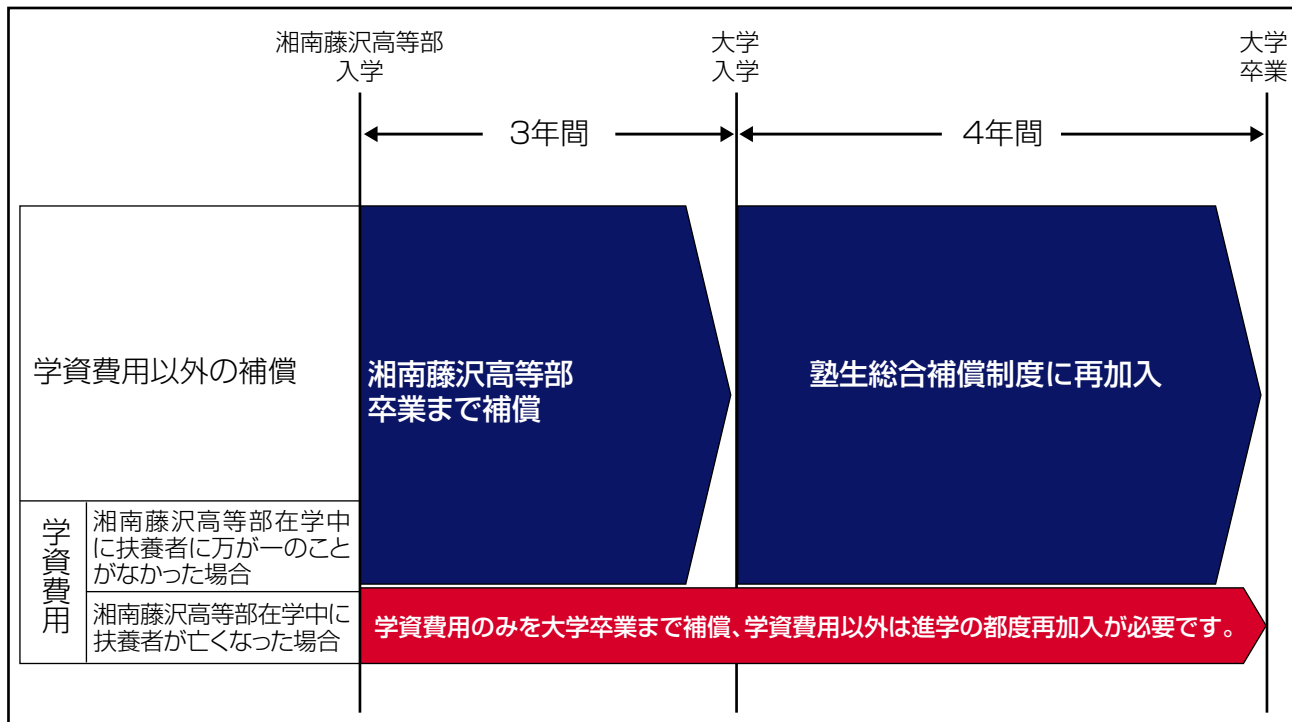 湘南藤沢高等部
入学
大学
入学
大学
卒業
3年間
4年間
学資費用以外の補償
湘南藤沢高等部
卒業まで補償
塾生総合補償制度に再加入
学資費用
湘南藤沢高等部在学中
に扶養者に万が一のこと
がなかった場合
湘南藤沢高等部在学中に
扶養者が亡くなった場合
学資費用のみを大学卒業まで補償、学資費用以外は進学の都度再加入が必要です。